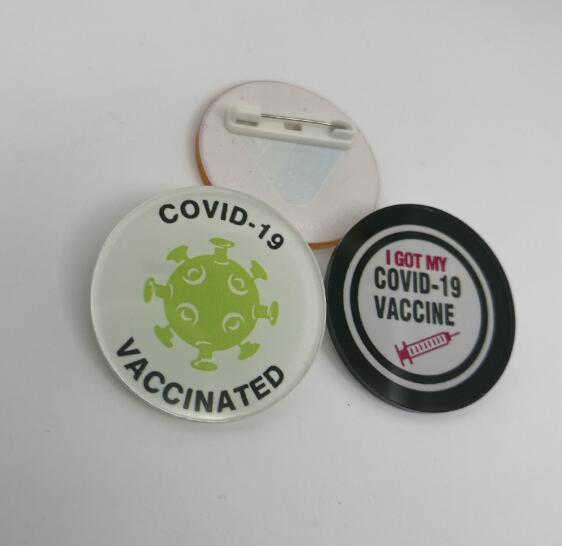 COVID-19
VACCINATED
I GOT MY
COVID-19
VACCINE